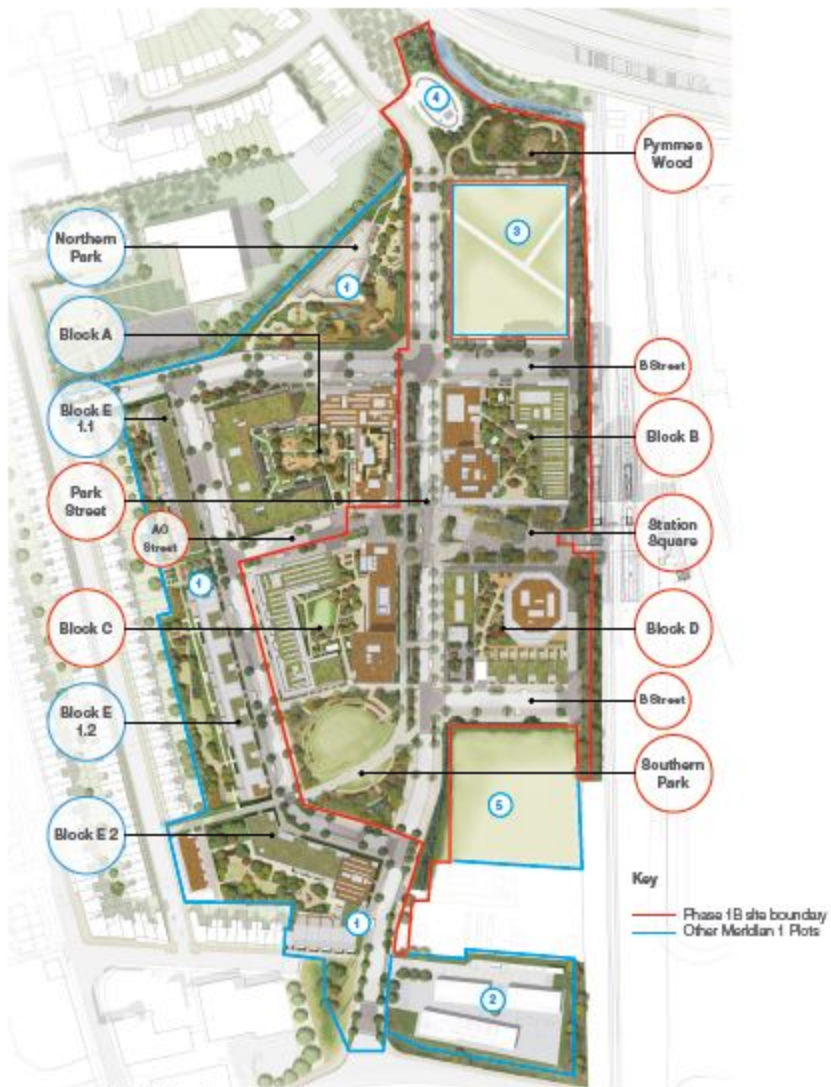 4
Pymmes
Wood
3
Northern
Park
1
Block A
B Street
Block E
1.1
Block B
Park
Street
AO
Street
Station
Square
1
Block C
Block D
Block E
1.2
B Street
Southern
Park
5
Block E 2
Key
Phase 1B site boundary
Other Meridian 1 Plots
1
2